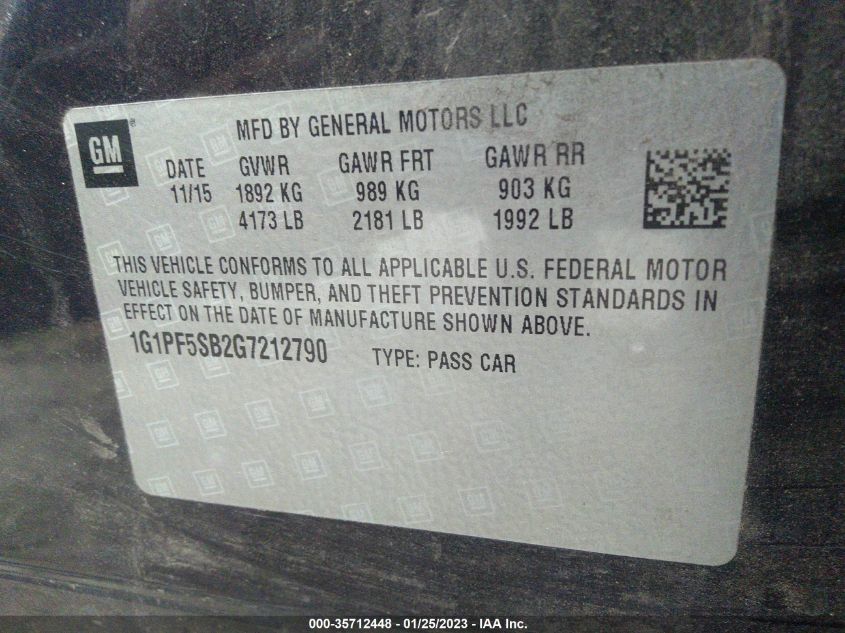 GM ®
MFD BY GENERAL MOTORS LLC
DATE GVWR GAWR FRT GAWR RR
11/15 1892 KG 989 KG 903 KG
4173 LB 2181 LB 1992 LB
THIS VEHICLE CONFORMS TO ALL APPLICABLE U.S. FEDERAL MOTOR
VEHICLE SAFETY, BUMPER, AND THEFT PREVENTION STANDARDS IN
EFFECT ON THE DATE OF MANUFACTURE SHOWN ABOVE.
1G1PF5SB2G7212790 TYPE: PASS CAR
000-35712448 - 01/25/2023 - IAA Inc.